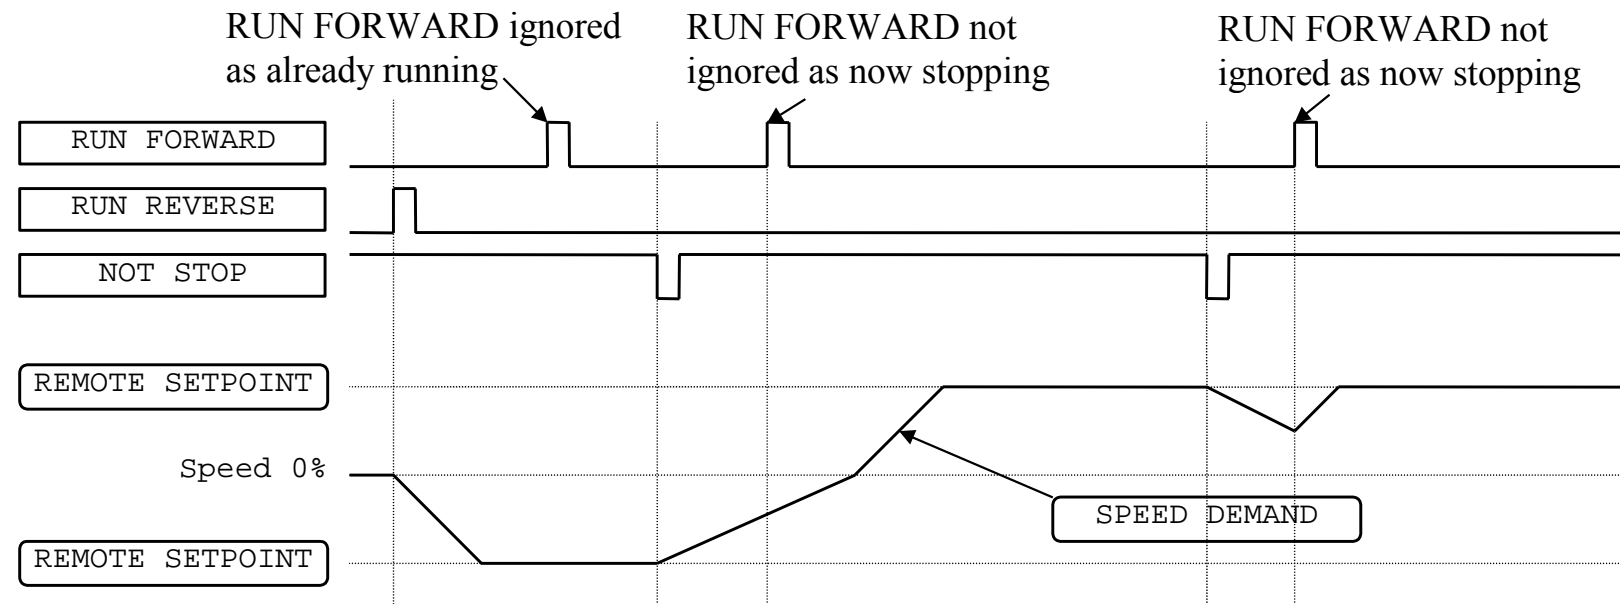 RUN FORWARD ignored
as already running
RUN FORWARD not
ignored as now stopping
RUN FORWARD not
ignored as now stopping
RUN FORWARD
RUN REVERSE
NOT STOP
REMOTE SETPOINT
Speed 0%
SPEED DEMAND
REMOTE SETPOINT